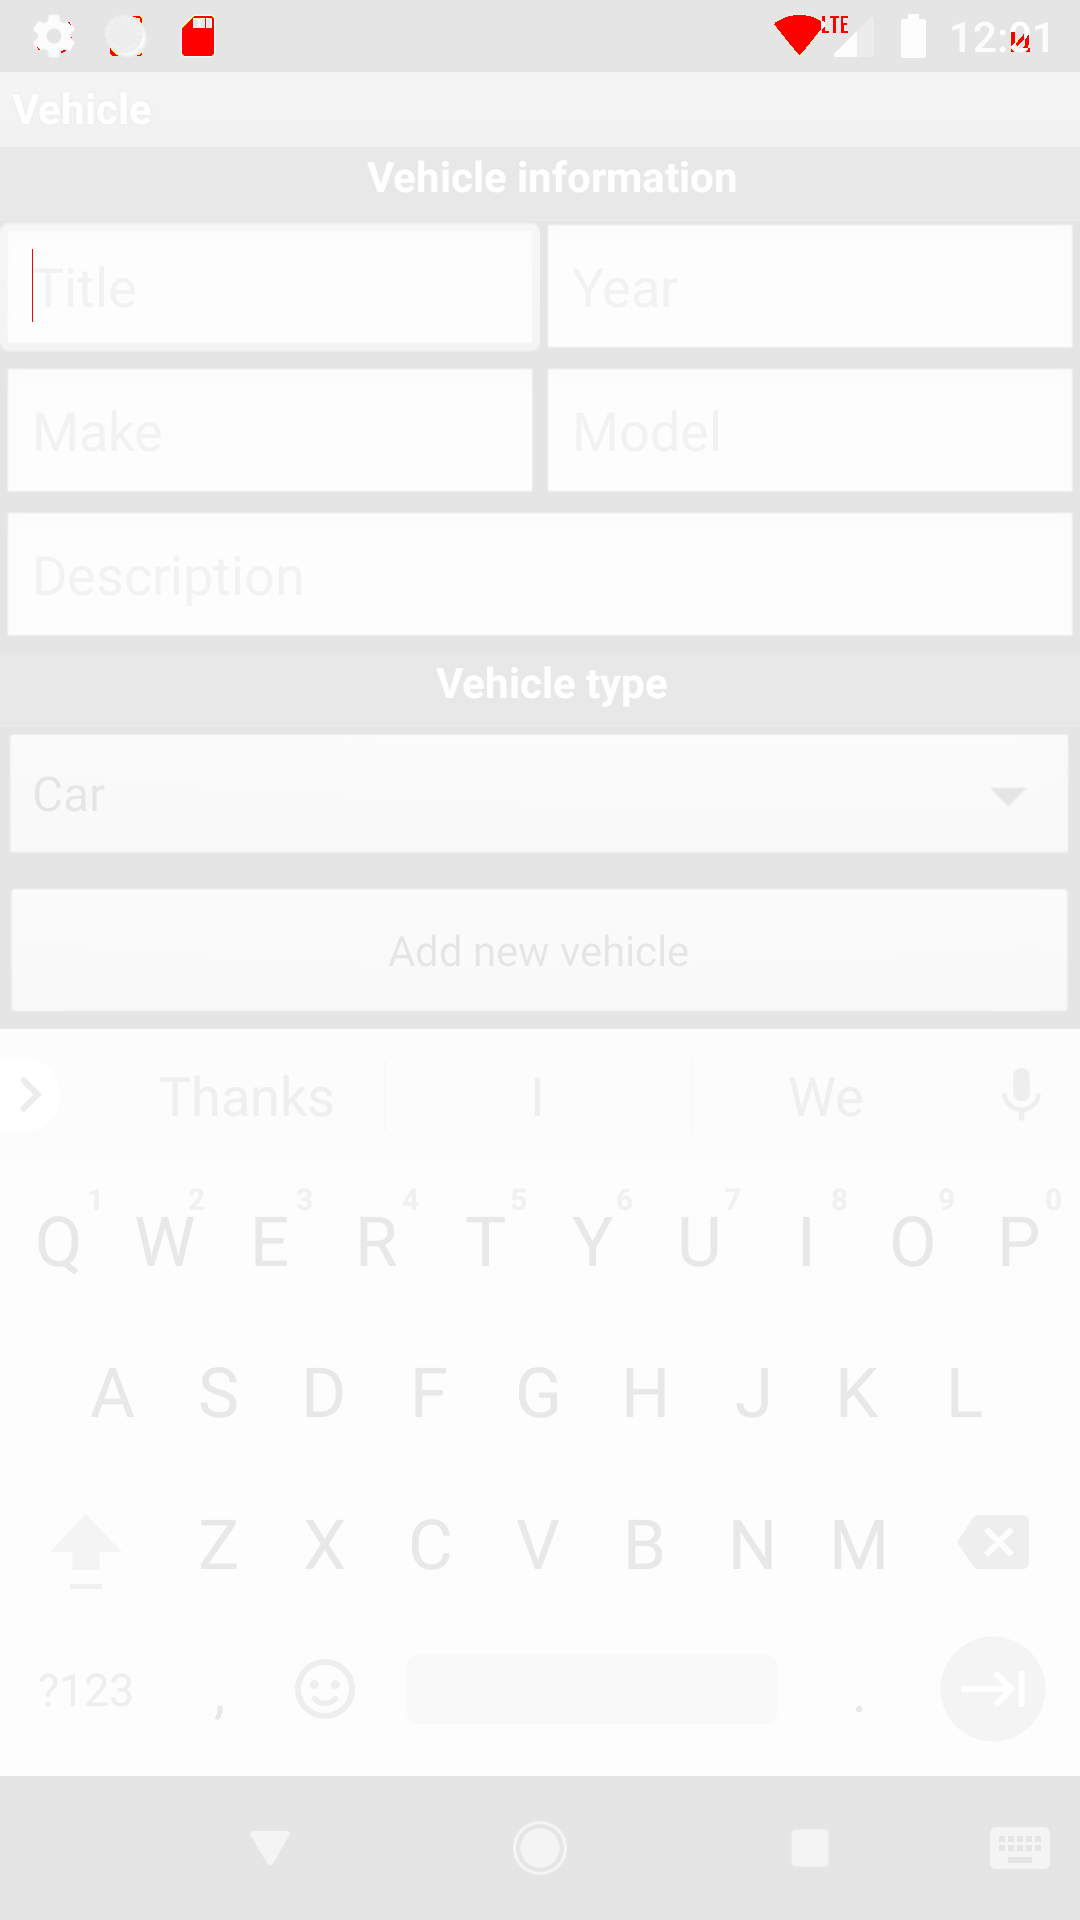 LTE 12:
Vehicle
Vehicle information
Title Year
Make Model
Description
Vehicle type
Car
Add new vehicle
Thanks I We
1 2 3 4 5 6 7 8 9 0
Q W E R T Y U I O P
A S D F G H J K L
Z X C V B N M
?123 , .